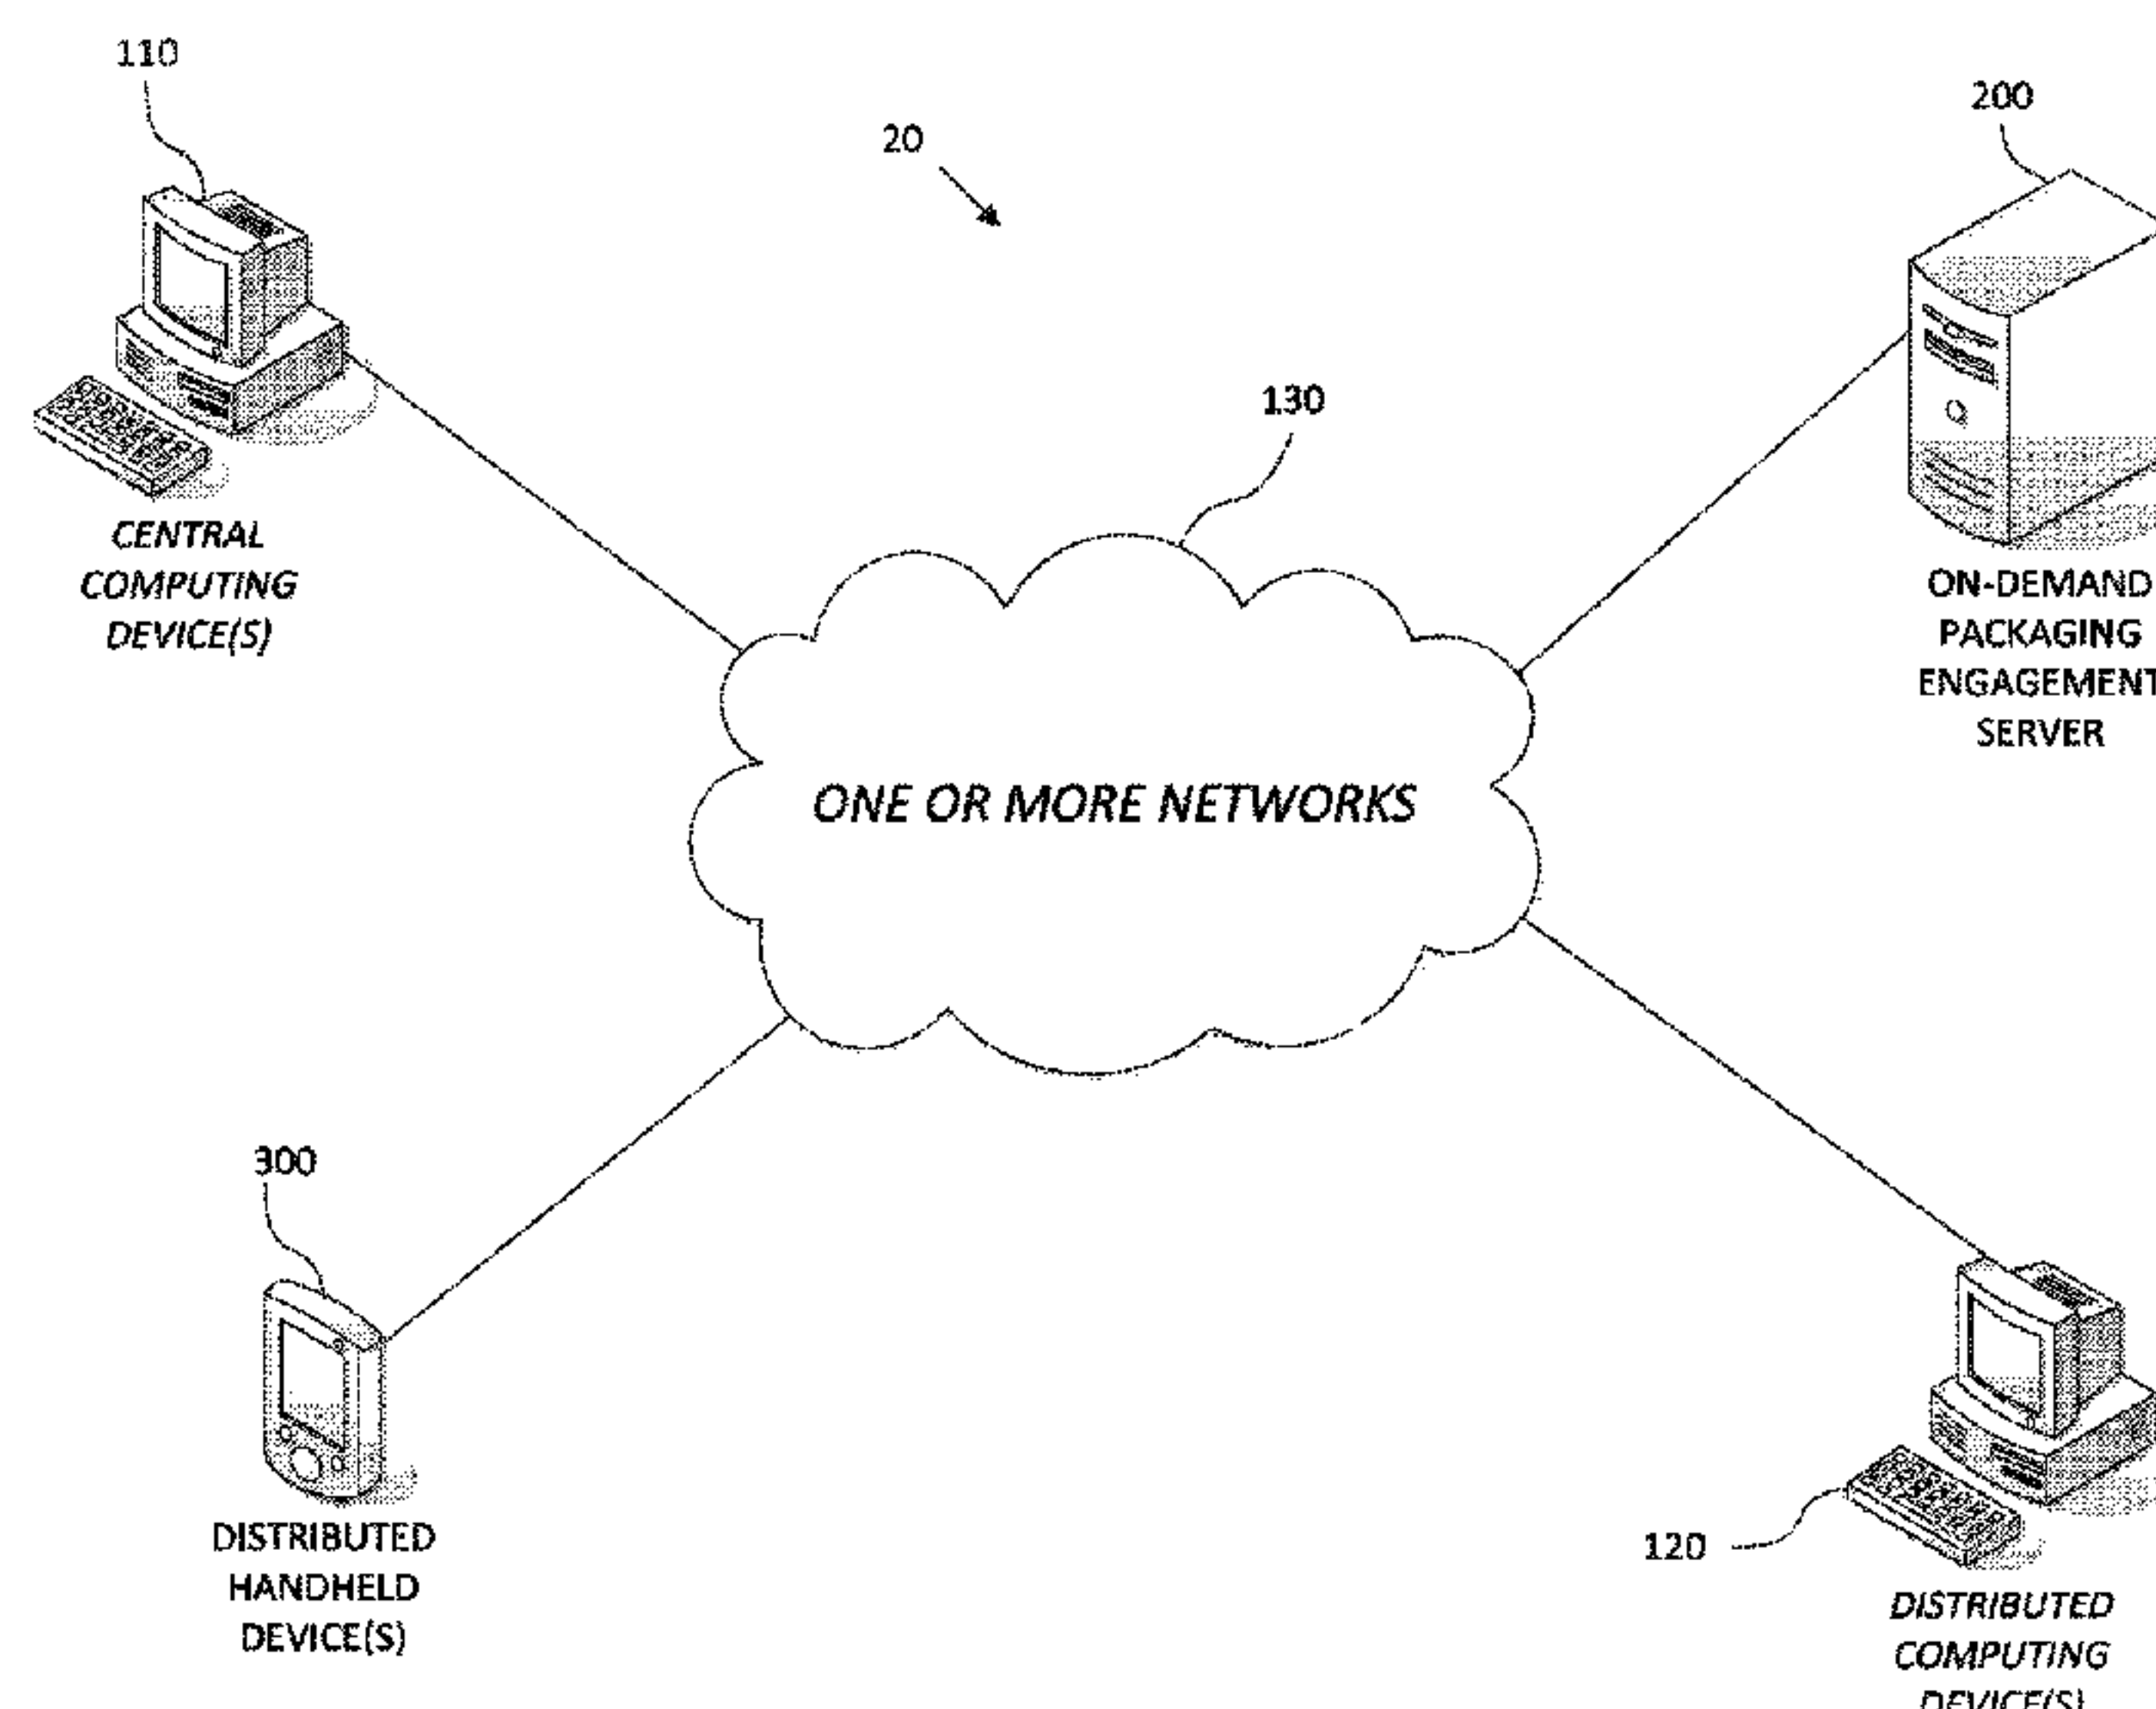 110
200
20
130
CENTRAL
COMPUTING
DEVICE(S)
ON-DEMAND
PACKAGING
ENGAGEMENT
SERVER
ONE OR MORE NETWORKS
300
DISTRIBUTED
HANDHELD
DEVICE(S)
120
DISTRIBUTED
COMPUTING
DEVICE(S)